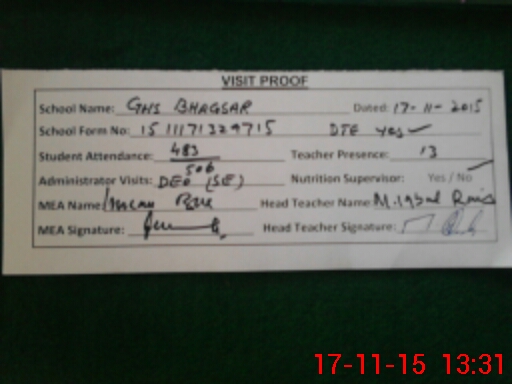 VISIT PROOF
School Name: GHS BHAGSAR Dated: 17-11-2015
School Form No: 15111171329715 DTE yes
Student Attendance: 483/506 Teacher Presence: 13
Administrator Visits: DEO (SE) Nutrition Supervisor: Yes / No
MEA Name: Head Teacher Name M. iqbal
MEA Signature: Head Teacher Signature:
17-11-15 13:31